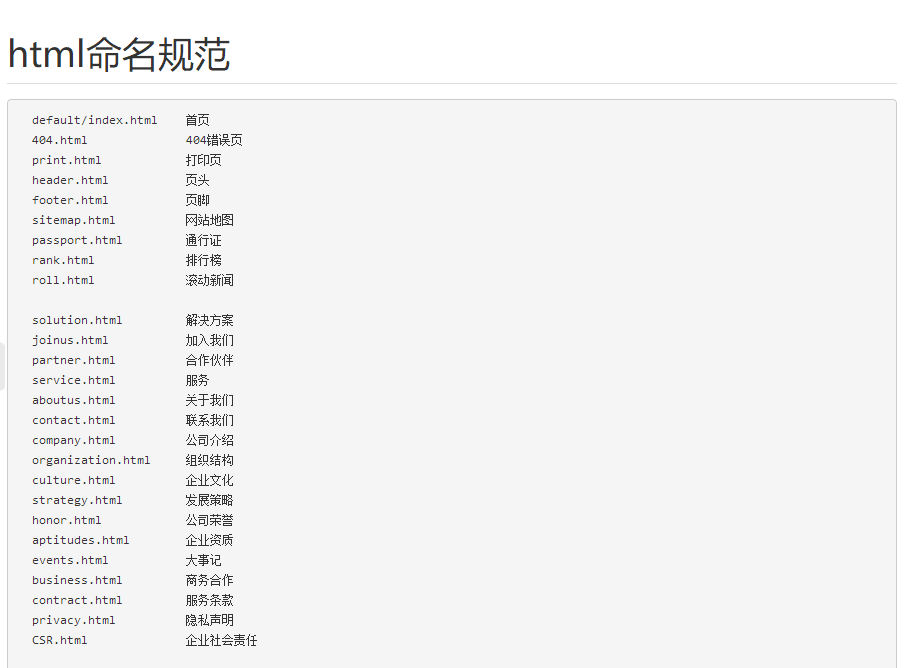 html命名规范
default/index.html 首页
404.html 404错误页
print.html 打印页
header.html 页头
footer.html 页脚
sitemap.html 网站地图
passport.html 通行证
rank.html 排行榜
roll.html 滚动新闻
solution.html 解决方案
joinus.html 加入我们
partner.html 合作伙伴
service.html 服务
aboutus.html 关于我们
contact.html 联系我们
company.html 公司介绍
organization.html 组织结构
culture.html 企业文化
strategy.html 发展策略
honor.html 公司荣誉
aptitudes.html 企业资质
events.html 大事记
business.html 商务合作
contract.html 服务条款
privacy.html 隐私声明
CSR.html 企业社会责任